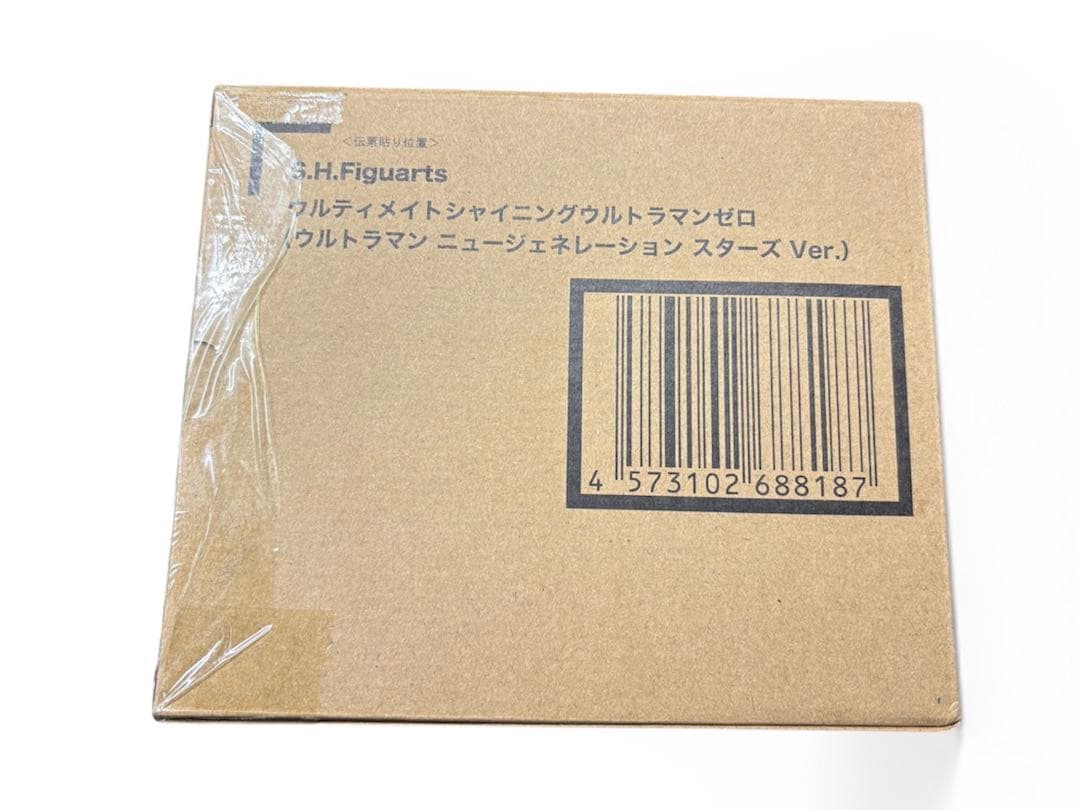 ＜伝票貼り位置＞
S.H.Figuarts
ウルティメイトシャイニングウルトラマンゼロ
(ウルトラマン ニュージェネレーション スターズ Ver.)
4 573102 688187